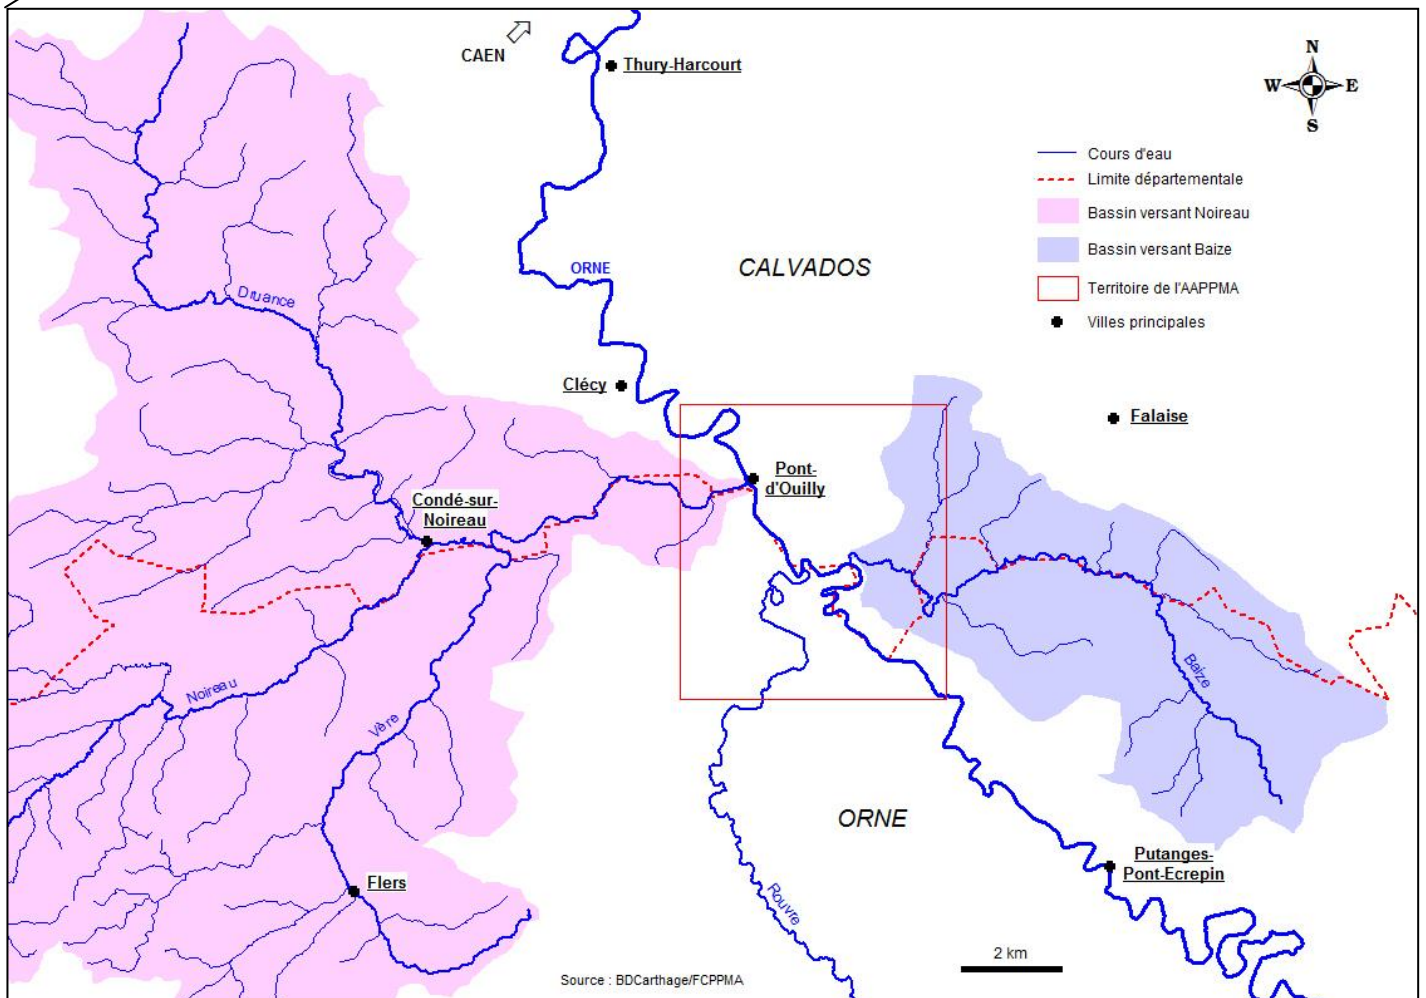 CAEN
Thury-Harcourt
N
W E
S
Cours d'eau
Limite départementale
Bassin versant Noireau
Bassin versant Baize
Territoire de l'AAPPMA
Villes principales
ORNE
CALVADOS
Druance
Clécy
Falaise
Pont-
d'Ouilly
Condé-sur-
Noireau
Noireau
Vère
Baize
ORNE
Putanges-
Pont-Ecrepin
Flers
Rouvre
2 km
Source : BDCarthage/FCPPMA